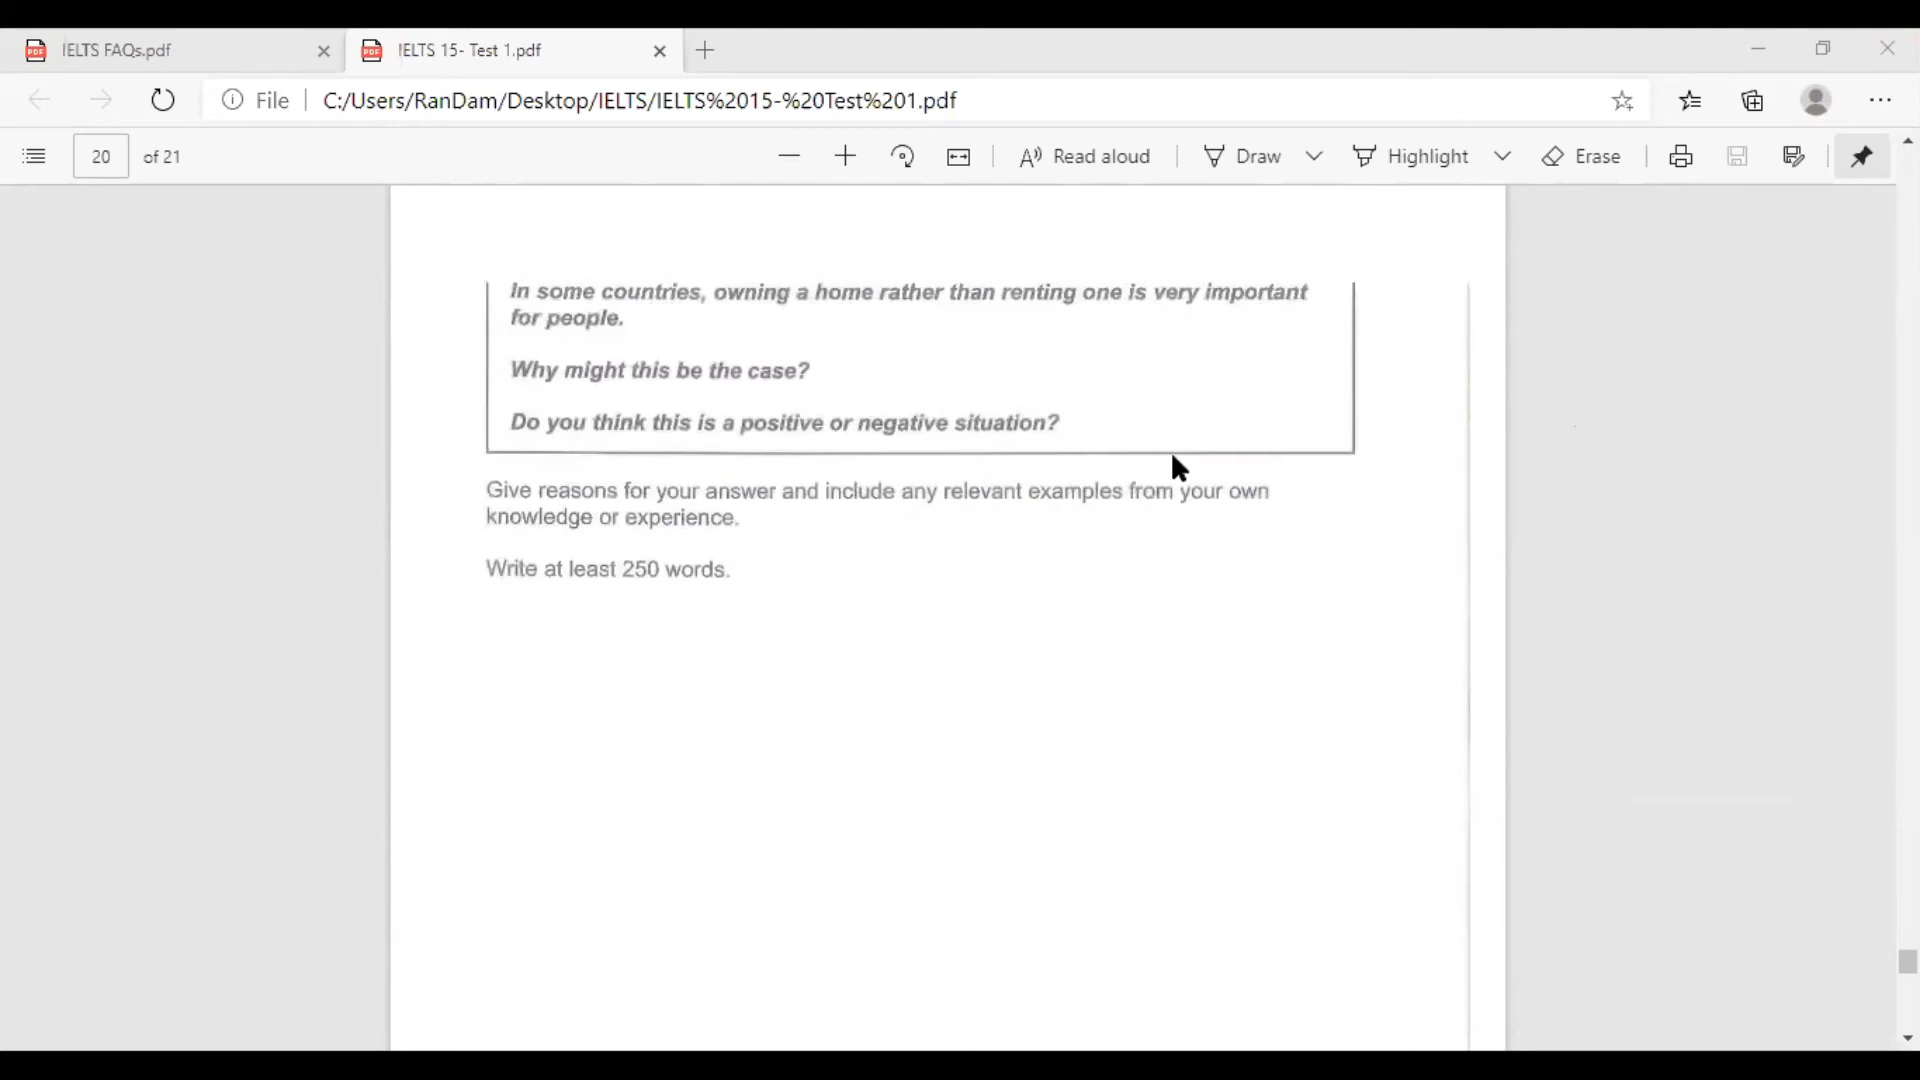 IELTS FAQs.pdf
IELTS 15- Test 1.pdf
File
C:/Users/RanDam/Desktop/IELTS/IELTS%2015-%20Test%201.pdf
20 of 21
Read aloud
Draw
Highlight
Erase
In some countries, owning a home rather than renting one is very important
for people.
Why might this be the case?
Do you think this is a positive or negative situation?
Give reasons for your answer and include any relevant examples from your own
knowledge or experience.
Write at least 250 words.